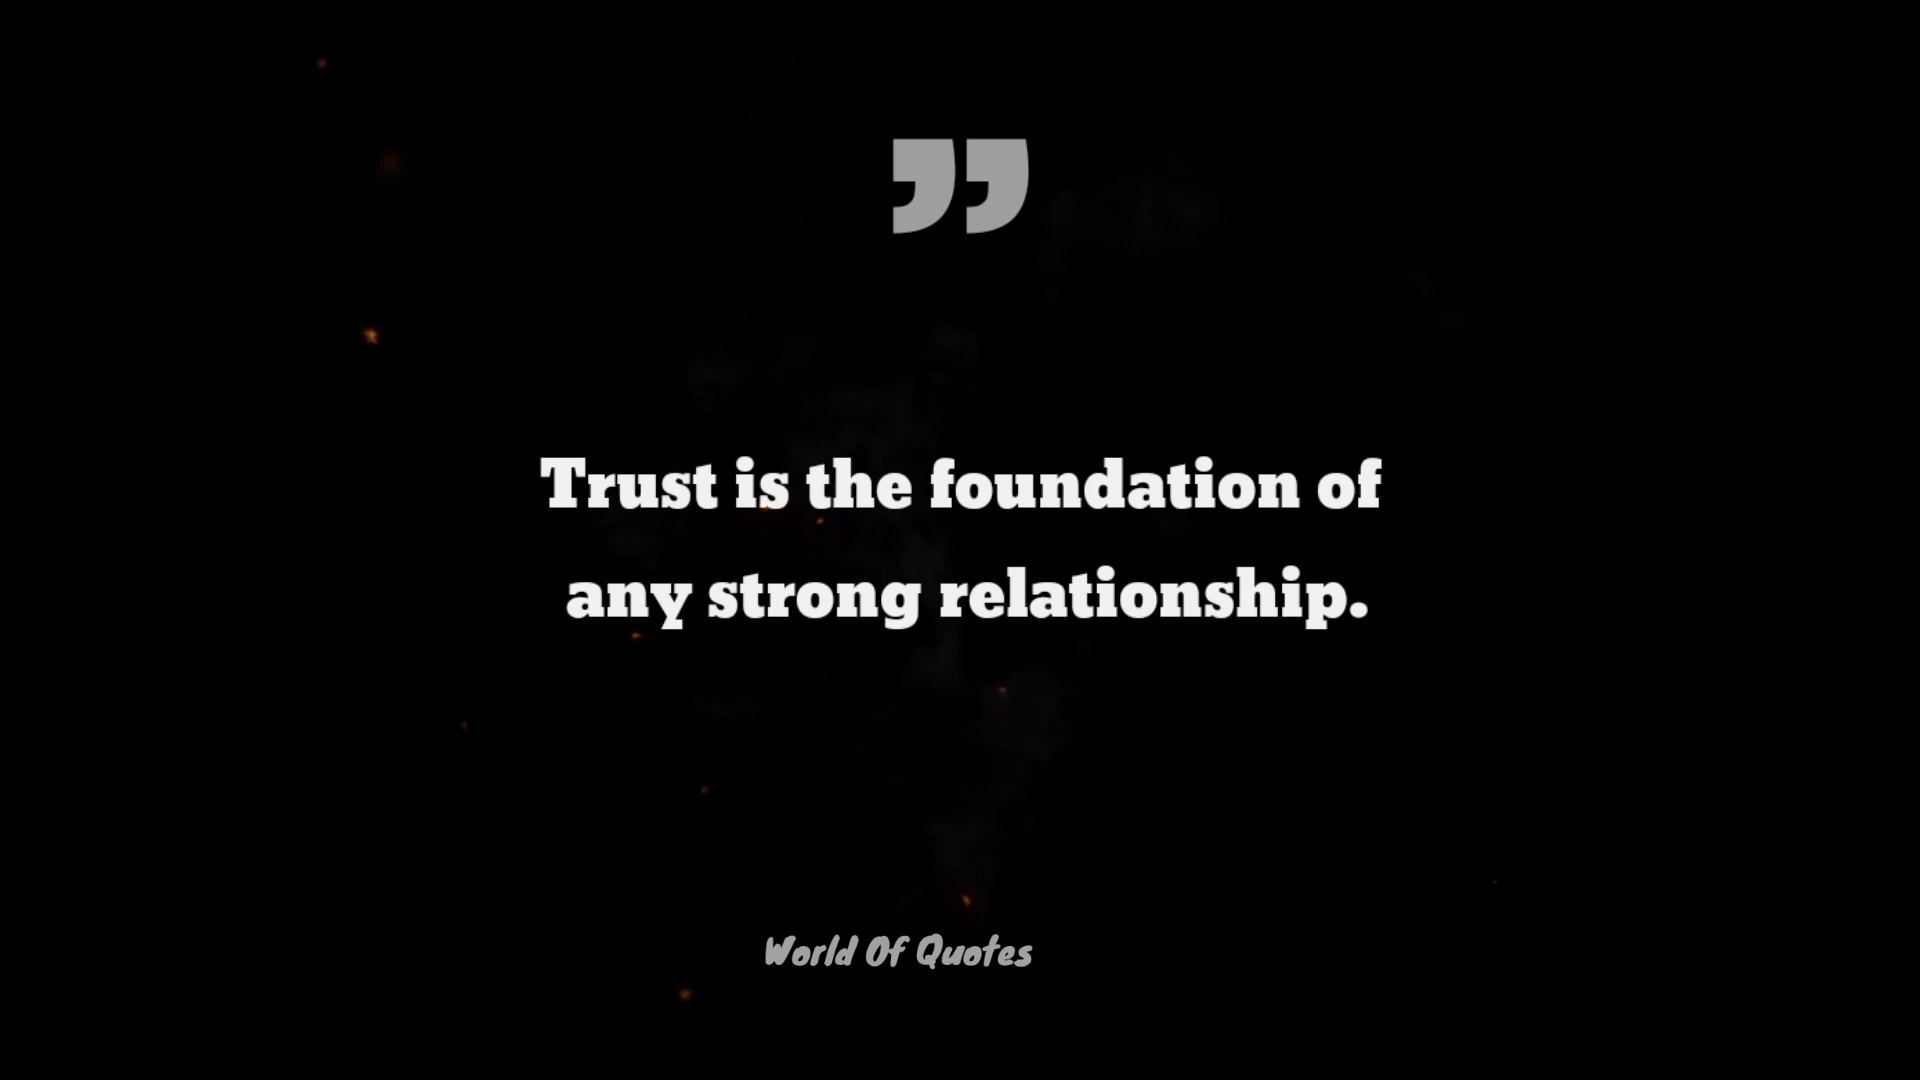 ”
Trust is the foundation of
any strong relationship.
World Of Quotes